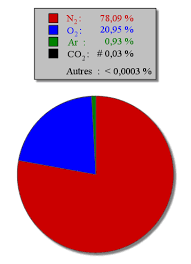 N₂ : 78,09 %
O₂ : 20,95 %
Ar : 0,93 %
CO₂ : # 0,03 %
Autres : < 0,0003 %